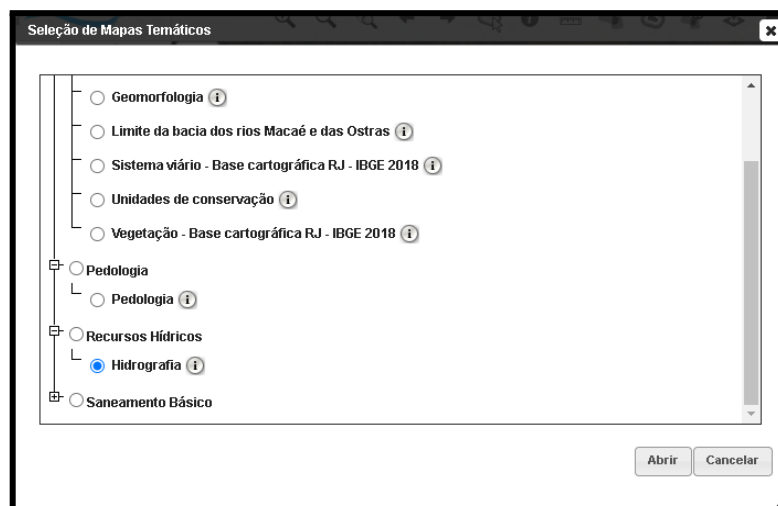 Seleção de Mapas Temáticos
Geomorfologia
Limite da bacia dos rios Macaé e das Ostras
Sistema viário - Base cartográfica RJ - IBGE 2018
Unidades de conservação
Vegetação - Base cartográfica RJ - IBGE 2018
Pedologia
Pedologia
Recursos Hídricos
Hidrografia
Saneamento Básico
Abrir Cancelar